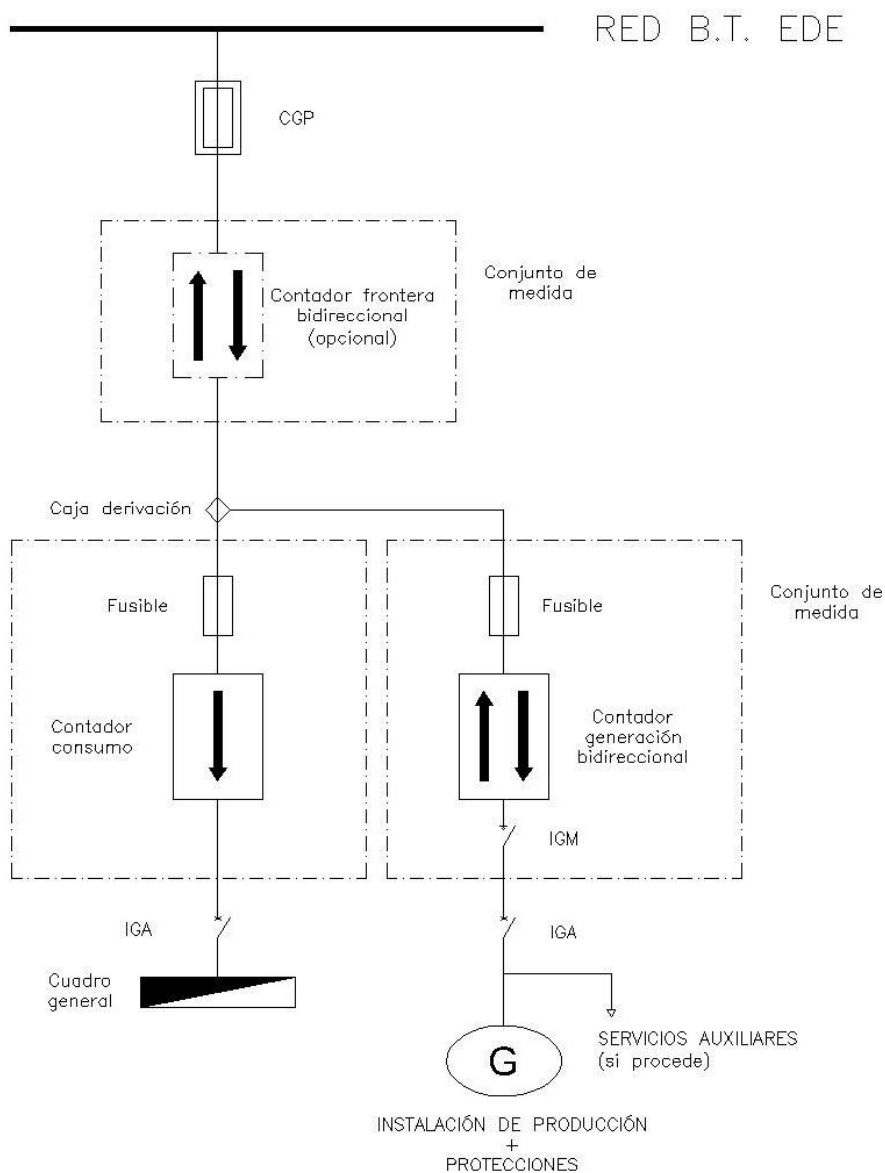 RED B.T. EDE
CGP
Conjunto de
medida
Contador frontera
bidireccional
(opcional)
Caja derivación
Fusible
Fusible
Conjunto de
medida
Contador
consumo
Contador
generación
bidireccional
IGM
IGA
IGA
Cuadro
general
SERVICIOS AUXILIARES
(si procede)
G
INSTALACIÓN DE PRODUCCIÓN
+
PROTECCIONES